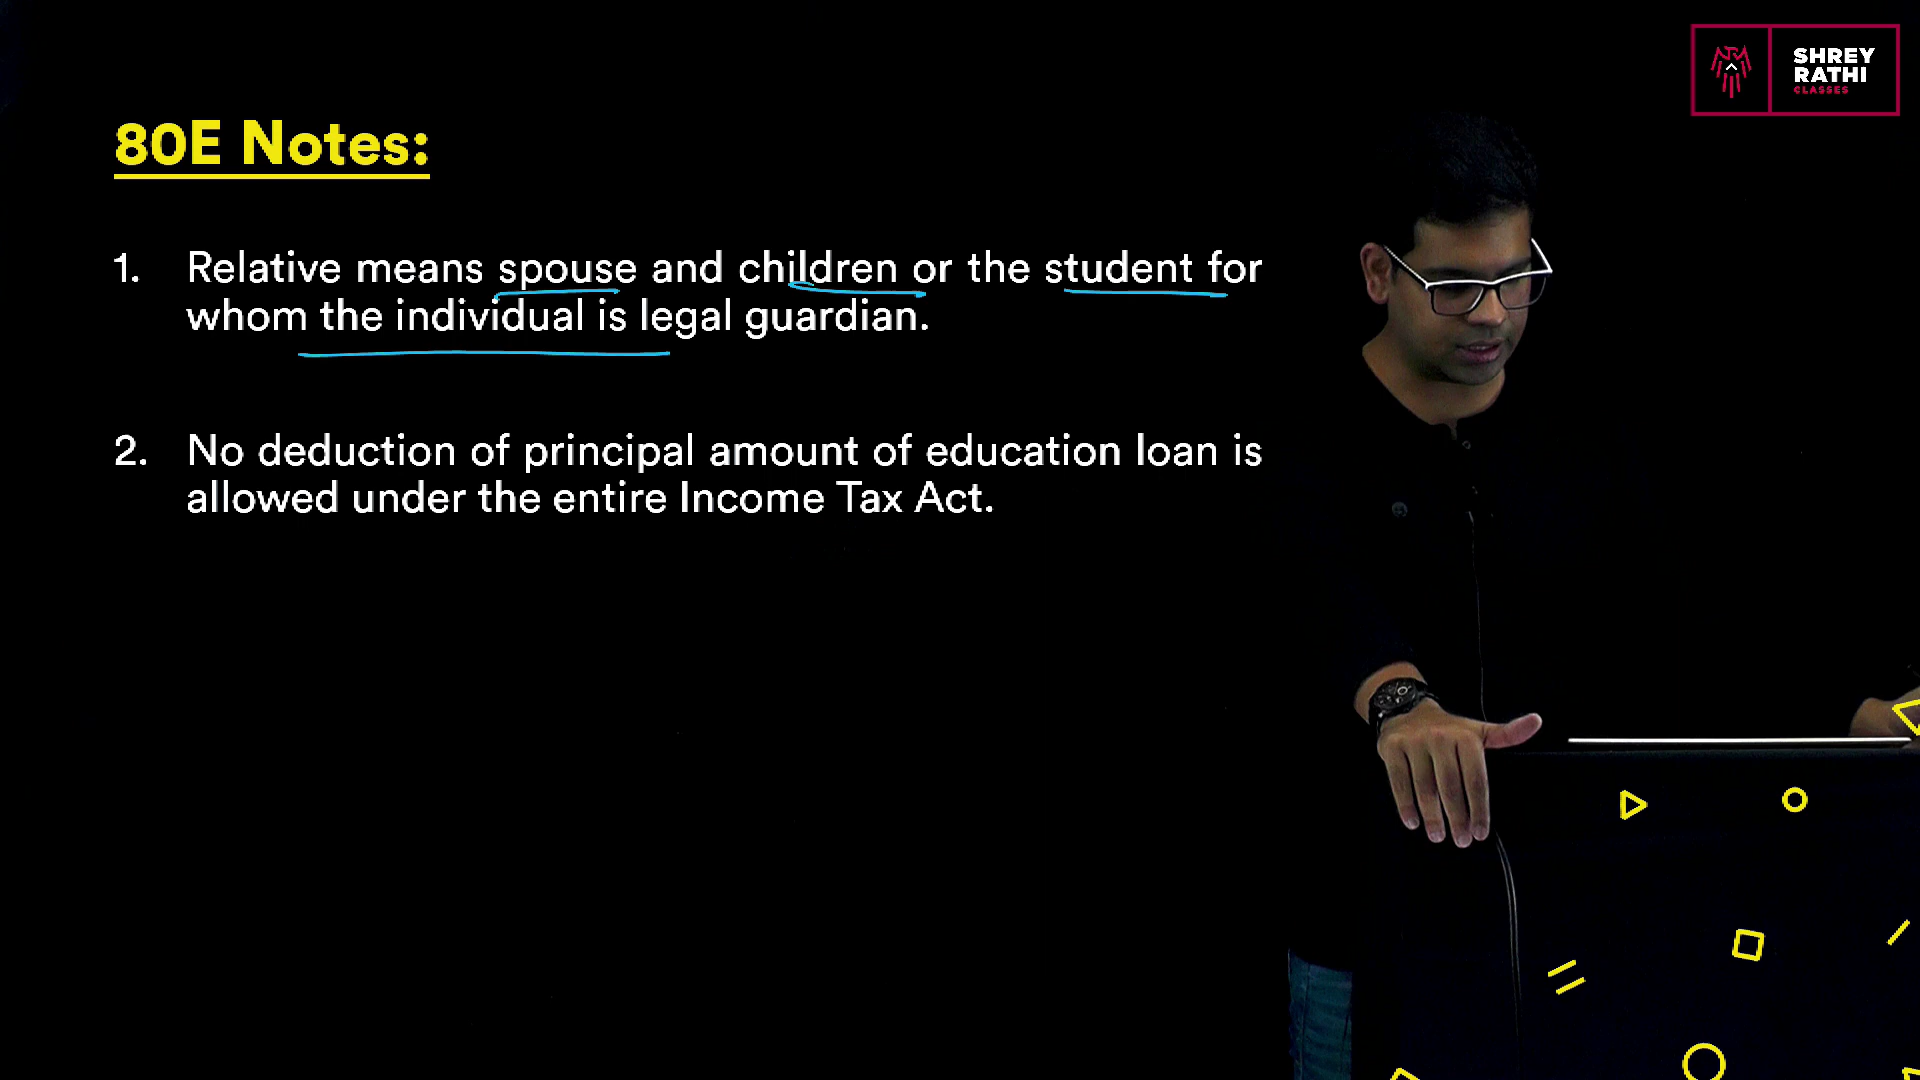 SHREY
RATHI
CLASSES
80E Notes:
1. Relative means spouse and children or the student for
whom the individual is legal guardian.
2. No deduction of principal amount of education loan is
allowed under the entire Income Tax Act.